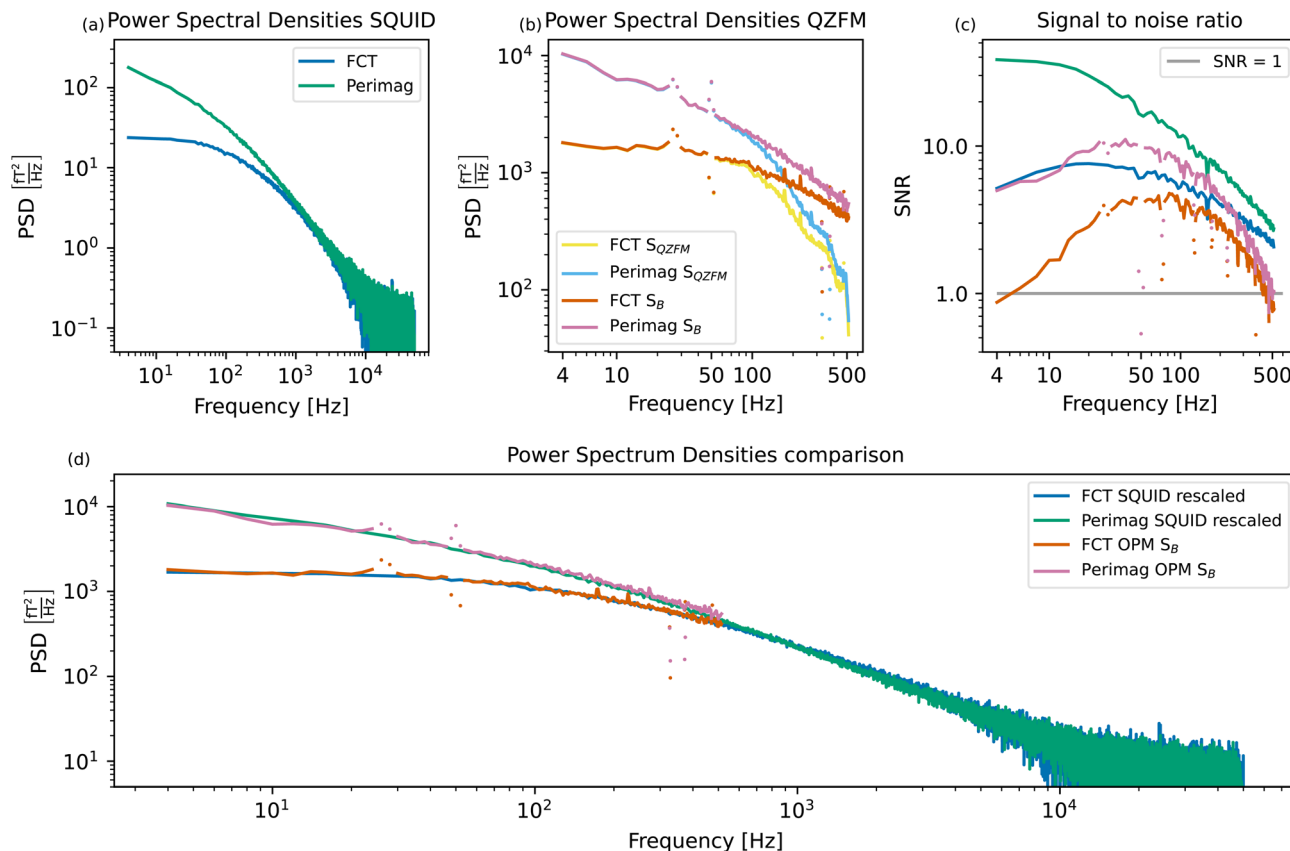 (a) Power Spectral Densities SQUID
FCT
Perimag
10²
10¹
10⁰
10⁻¹
PSD [fT²/Hz]
10¹ 10² 10³ 10⁴
Frequency [Hz]
(b) Power Spectral Densities QZFM
10⁴
10³
10²
PSD [fT²/Hz]
FCT S_QZFM
Perimag S_QZFM
FCT S_B
Perimag S_B
4 10 50 100 500
Frequency [Hz]
(c) Signal to noise ratio
SNR = 1
10.0
1.0
SNR
4 10 50 100 500
Frequency [Hz]
(d) Power Spectrum Densities comparison
FCT SQUID rescaled
Perimag SQUID rescaled
FCT OPM S_B
Perimag OPM S_B
10⁴
10³
10²
10¹
PSD [fT²/Hz]
10¹ 10² 10³ 10⁴
Frequency [Hz]